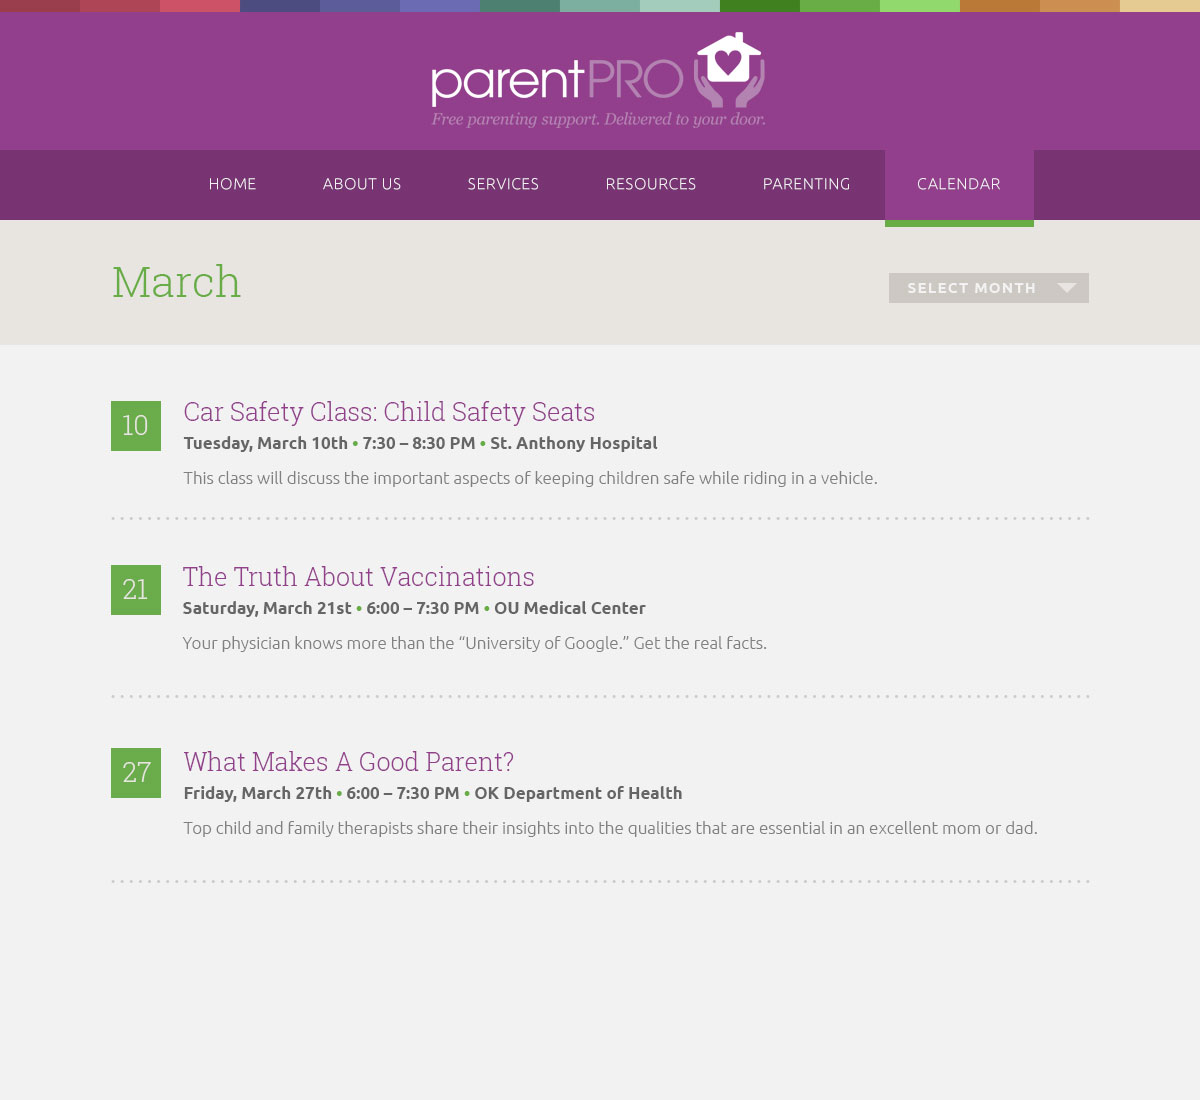 parentPRO
Free parenting support. Delivered to your door.
HOME ABOUT US SERVICES RESOURCES PARENTING CALENDAR
March
SELECT MONTH
10
Car Safety Class: Child Safety Seats
Tuesday, March 10th • 7:30 – 8:30 PM • St. Anthony Hospital
This class will discuss the important aspects of keeping children safe while riding in a vehicle.
21
The Truth About Vaccinations
Saturday, March 21st • 6:00 – 7:30 PM • OU Medical Center
Your physician knows more than the “University of Google.” Get the real facts.
27
What Makes A Good Parent?
Friday, March 27th • 6:00 – 7:30 PM • OK Department of Health
Top child and family therapists share their insights into the qualities that are essential in an excellent mom or dad.